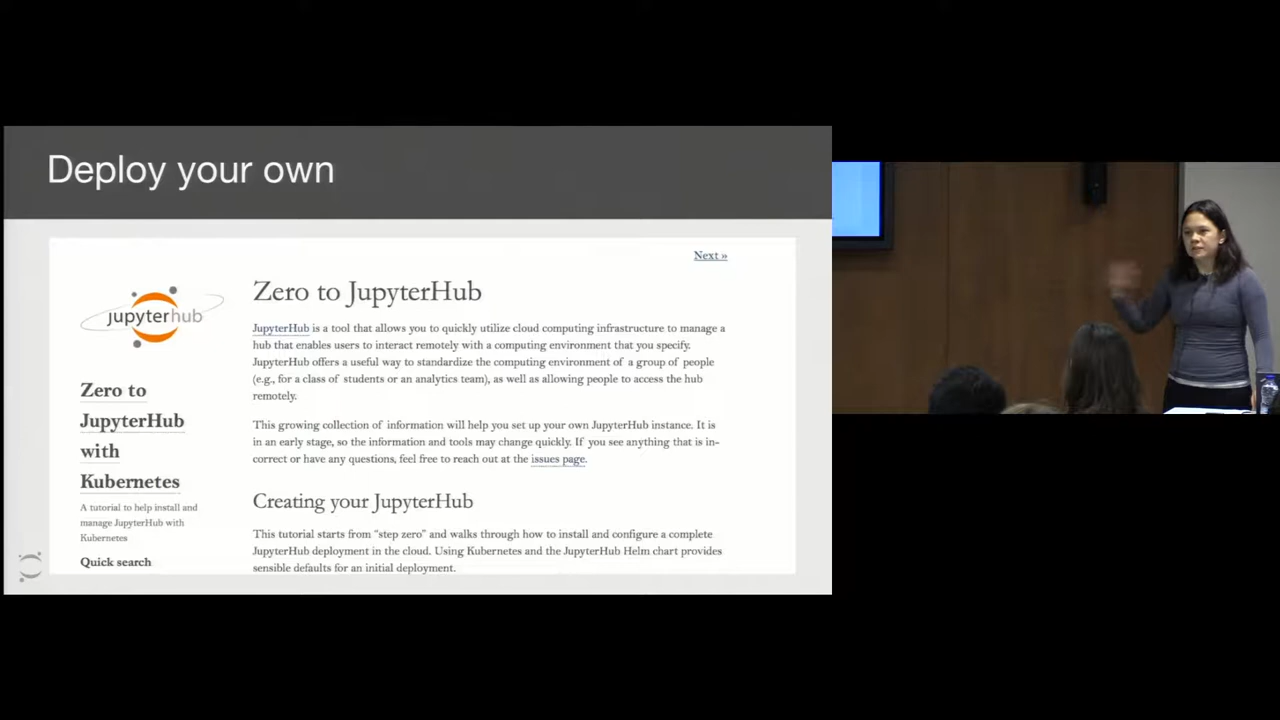 Deploy your own
Next »
jupyterhub
Zero to
JupyterHub
with
Kubernetes
A tutorial to help install and
manage JupyterHub with
Kubernetes
Quick search
Zero to JupyterHub
JupyterHub is a tool that allows you to quickly utilize cloud computing infrastructure to manage a
hub that enables users to interact remotely with a computing environment that you specify.
JupyterHub offers a useful way to standardize the computing environment of a group of people
(e.g., for a class of students or an analytics team), as well as allowing people to access the hub
remotely.
This growing collection of information will help you set up your own JupyterHub instance. It is
in an early stage, so the information and tools may change quickly. If you see anything that is in-
correct or have any questions, feel free to reach out at the issues page.
Creating your JupyterHub
This tutorial starts from “step zero” and walks through how to install and configure a complete
JupyterHub deployment in the cloud. Using Kubernetes and the JupyterHub Helm chart provides
sensible defaults for an initial deployment.